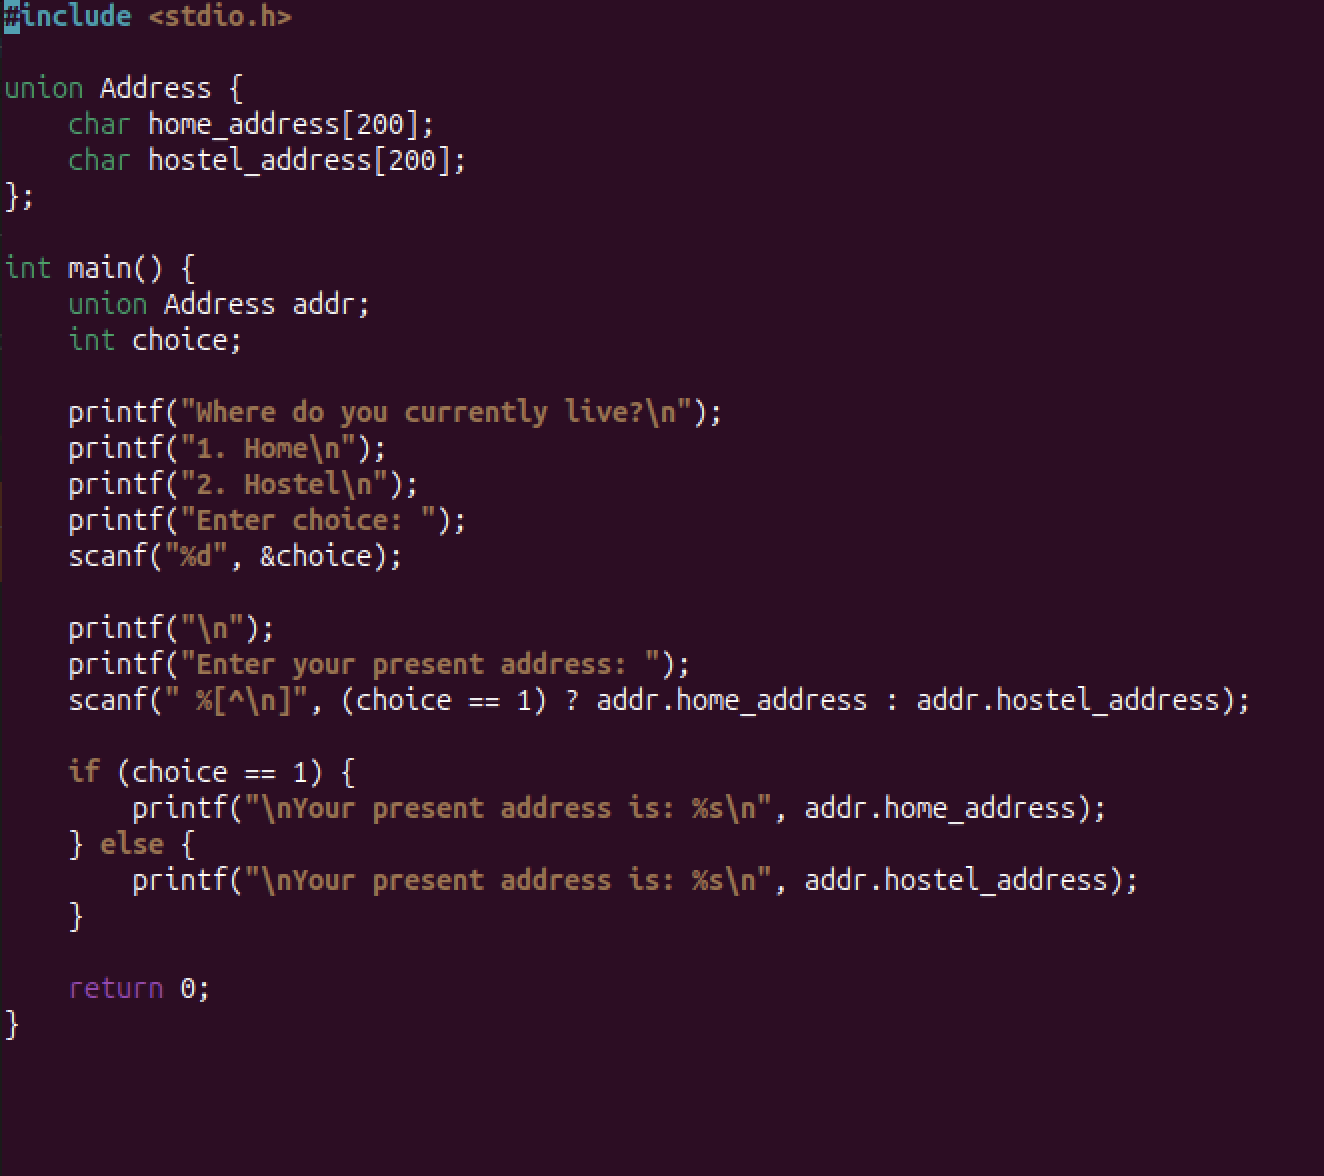 #include <stdio.h>

union Address {
    char home_address[200];
    char hostel_address[200];
};

int main() {
    union Address addr;
    int choice;

    printf("Where do you currently live?\n");
    printf("1. Home\n");
    printf("2. Hostel\n");
    printf("Enter choice: ");
    scanf("%d", &choice);

    printf("\n");
    printf("Enter your present address: ");
    scanf(" %[^\n]", (choice == 1) ? addr.home_address : addr.hostel_address);

    if (choice == 1) {
        printf("\nYour present address is: %s\n", addr.home_address);
    } else {
        printf("\nYour present address is: %s\n", addr.hostel_address);
    }

    return 0;
}